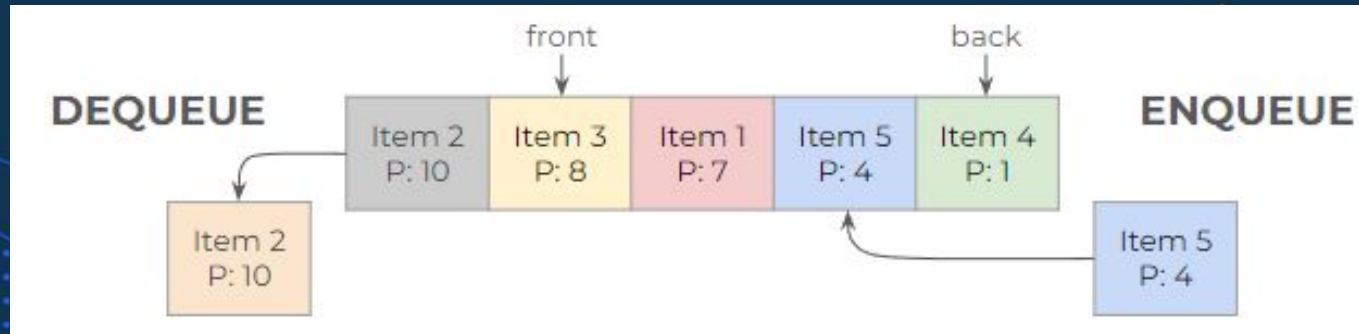 front
back
DEQUEUE
ENQUEUE
Item 2
P: 10
Item 3
P: 8
Item 1
P: 7
Item 5
P: 4
Item 4
P: 1
Item 2
P: 10
Item 5
P: 4